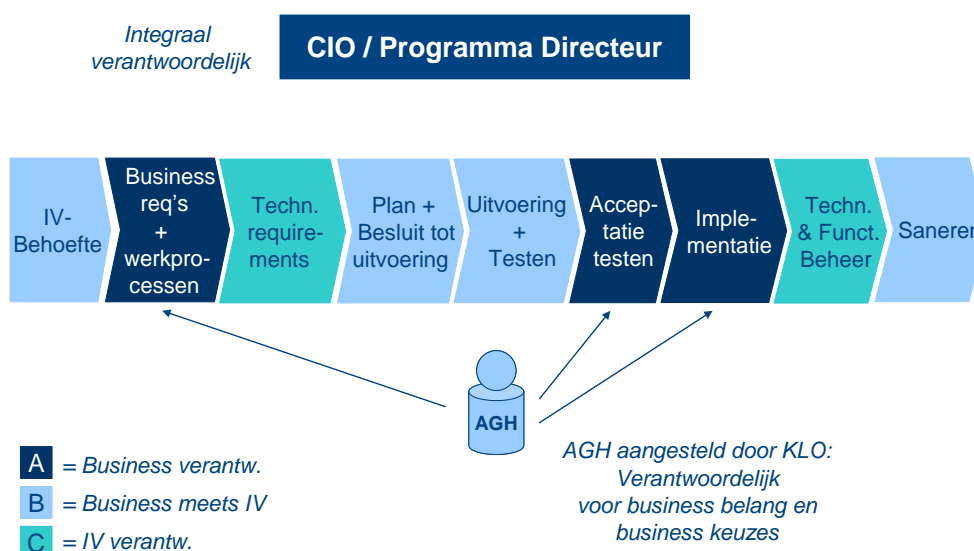 Integraal
verantwoordelijk
CIO / Programma Directeur
IV-
Behoefte
Business
req's
+
werkpro-
cessen
Techn.
require-
ments
Plan +
Besluit tot
uitvoering
Uitvoering
+
Testen
Accep-
tatie
testen
Imple-
mentatie
Techn.
& Funct.
Beheer
Saneren
AGH
A = Business verantw.
B = Business meets IV
C = IV verantw.
AGH aangesteld door KLO:
Verantwoordelijk
voor business belang en
business keuzes